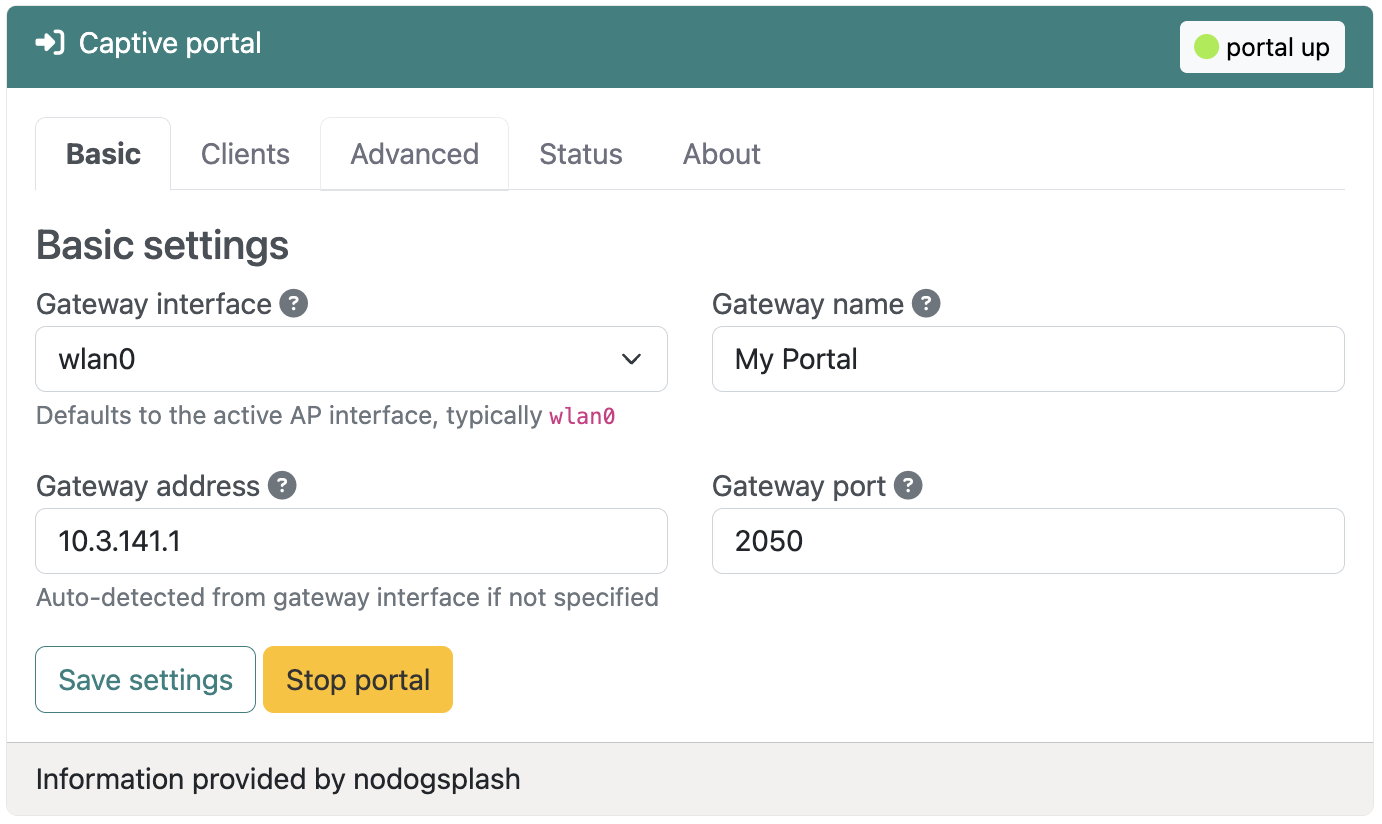 Captive portal
portal up
Basic Clients Advanced Status About
Basic settings
Gateway interface ?
Gateway name ?
wlan0
My Portal
Defaults to the active AP interface, typically wlan0
Gateway address ?
Gateway port ?
10.3.141.1
2050
Auto-detected from gateway interface if not specified
Save settings
Stop portal
Information provided by nodogsplash